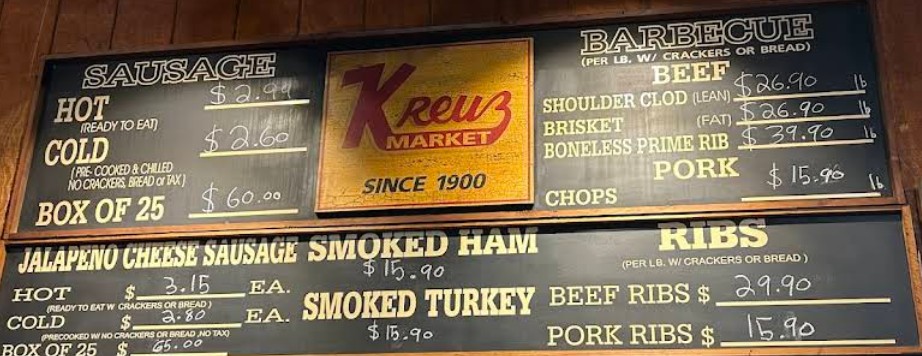 SAUSAGE
HOT $2.99
(READY TO EAT)
COLD $2.60
(PRE-COOKED & CHILLED
NO CRACKERS, BREAD or TAX)
BOX OF 25 $60.00
Kreuz
MARKET
SINCE 1900
BARBECUE
(PER LB. W/ CRACKERS OR BREAD)
BEEF
SHOULDER CLOD (LEAN) $26.90 lb
BRISKET (FAT) $26.90 lb
BONELESS PRIME RIB $39.90 lb
PORK
CHOPS $15.90 lb
JALAPENO CHEESE SAUSAGE
HOT $3.15 EA.
(READY TO EAT W CRACKERS OR BREAD)
COLD $2.80 EA.
(PRECOOKED W/ NO CRACKERS OR BREAD ,NO TAX)
BOX OF 25 $65.00
SMOKED HAM
$15.90
SMOKED TURKEY
$15.90
RIBS
(PER LB. W/ CRACKERS OR BREAD)
BEEF RIBS $29.90
PORK RIBS $15.90